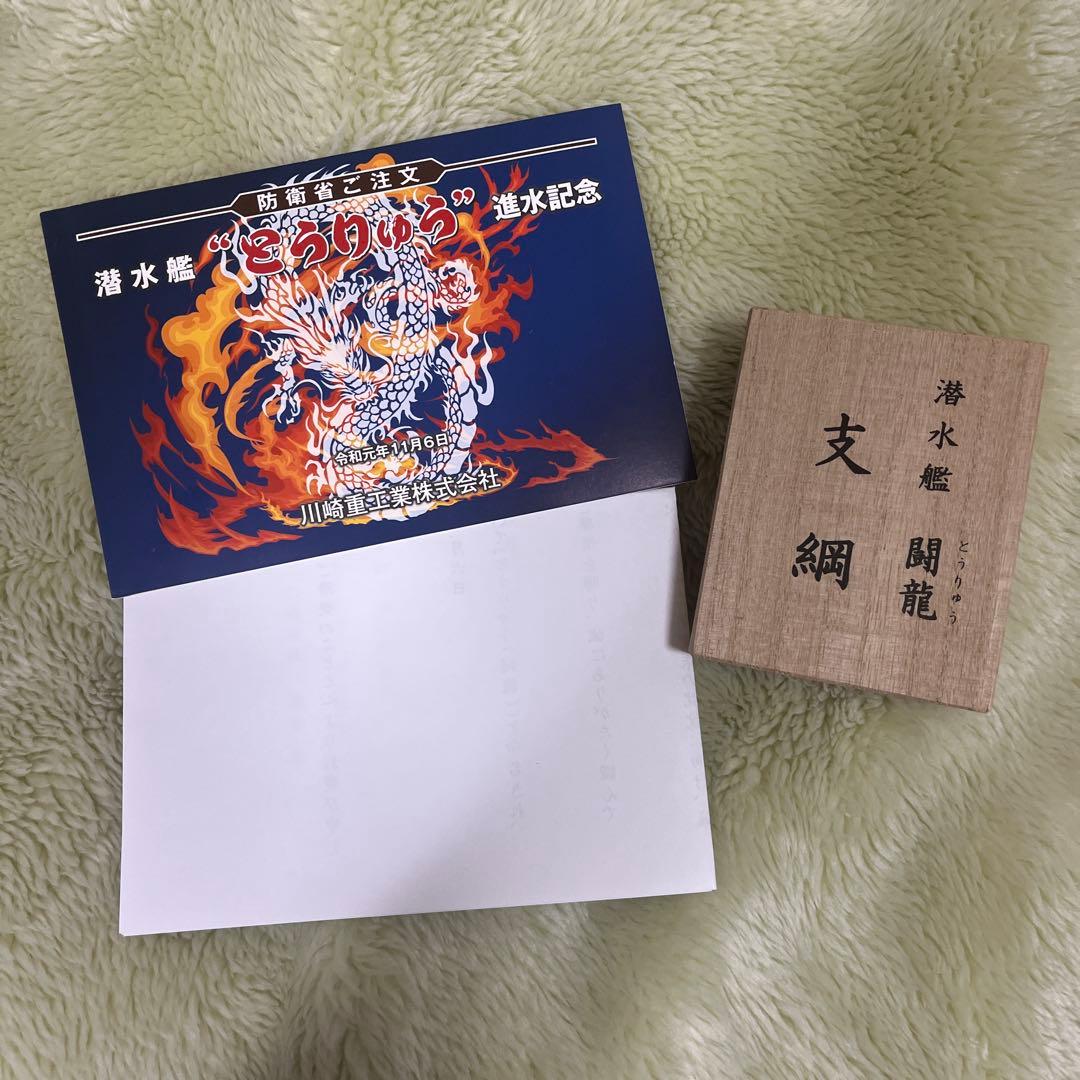 防衛省ご注文
潜水艦 “とうりゅう” 進水記念
令和元年11月6日
川崎重工業株式会社
潜水艦 闘龍
とうりゅう
支綱